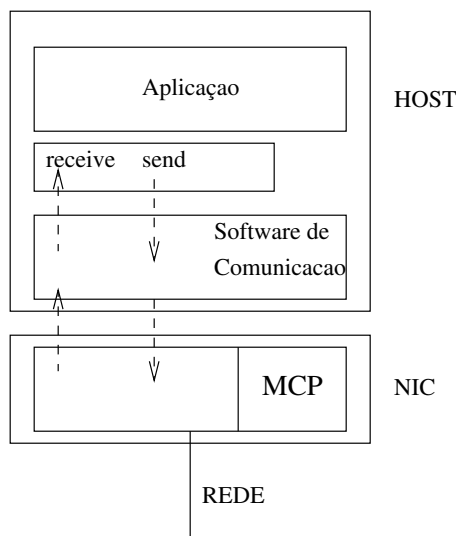 Aplicaçao
HOST
receive send
Software de
Comunicacao
MCP
NIC
REDE